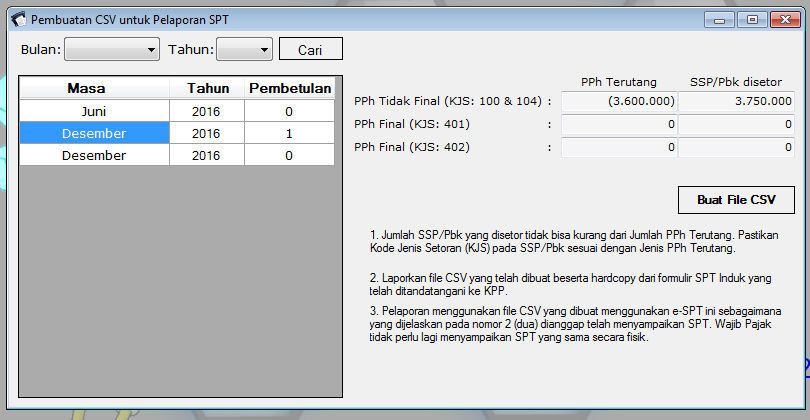 Pembuatan CSV untuk Pelaporan SPT
Bulan: Tahun: Cari
Masa Tahun Pembetulan
Juni 2016 0
Desember 2016 1
Desember 2016 0
PPh Terutang SSP/Pbk disetor
PPh Tidak Final (KJS: 100 & 104) : (3.600.000) 3.750.000
PPh Final (KJS: 401) : 0 0
PPh Final (KJS: 402) : 0 0
Buat File CSV
1. Jumlah SSP/Pbk yang disetor tidak bisa kurang dari Jumlah PPh Terutang. Pastikan
Kode Jenis Setoran (KJS) pada SSP/Pbk sesuai dengan Jenis PPh Terutang.
2. Laporkan file CSV yang telah dibuat beserta hardcopy dari formulir SPT Induk yang
telah ditandatangani ke KPP.
3. Pelaporan menggunakan file CSV yang dibuat menggunakan e-SPT ini sebagaimana
yang dijelaskan pada nomor 2 (dua) dianggap telah menyampaikan SPT. Wajib Pajak
tidak perlu lagi menyampaikan SPT yang sama secara fisik.